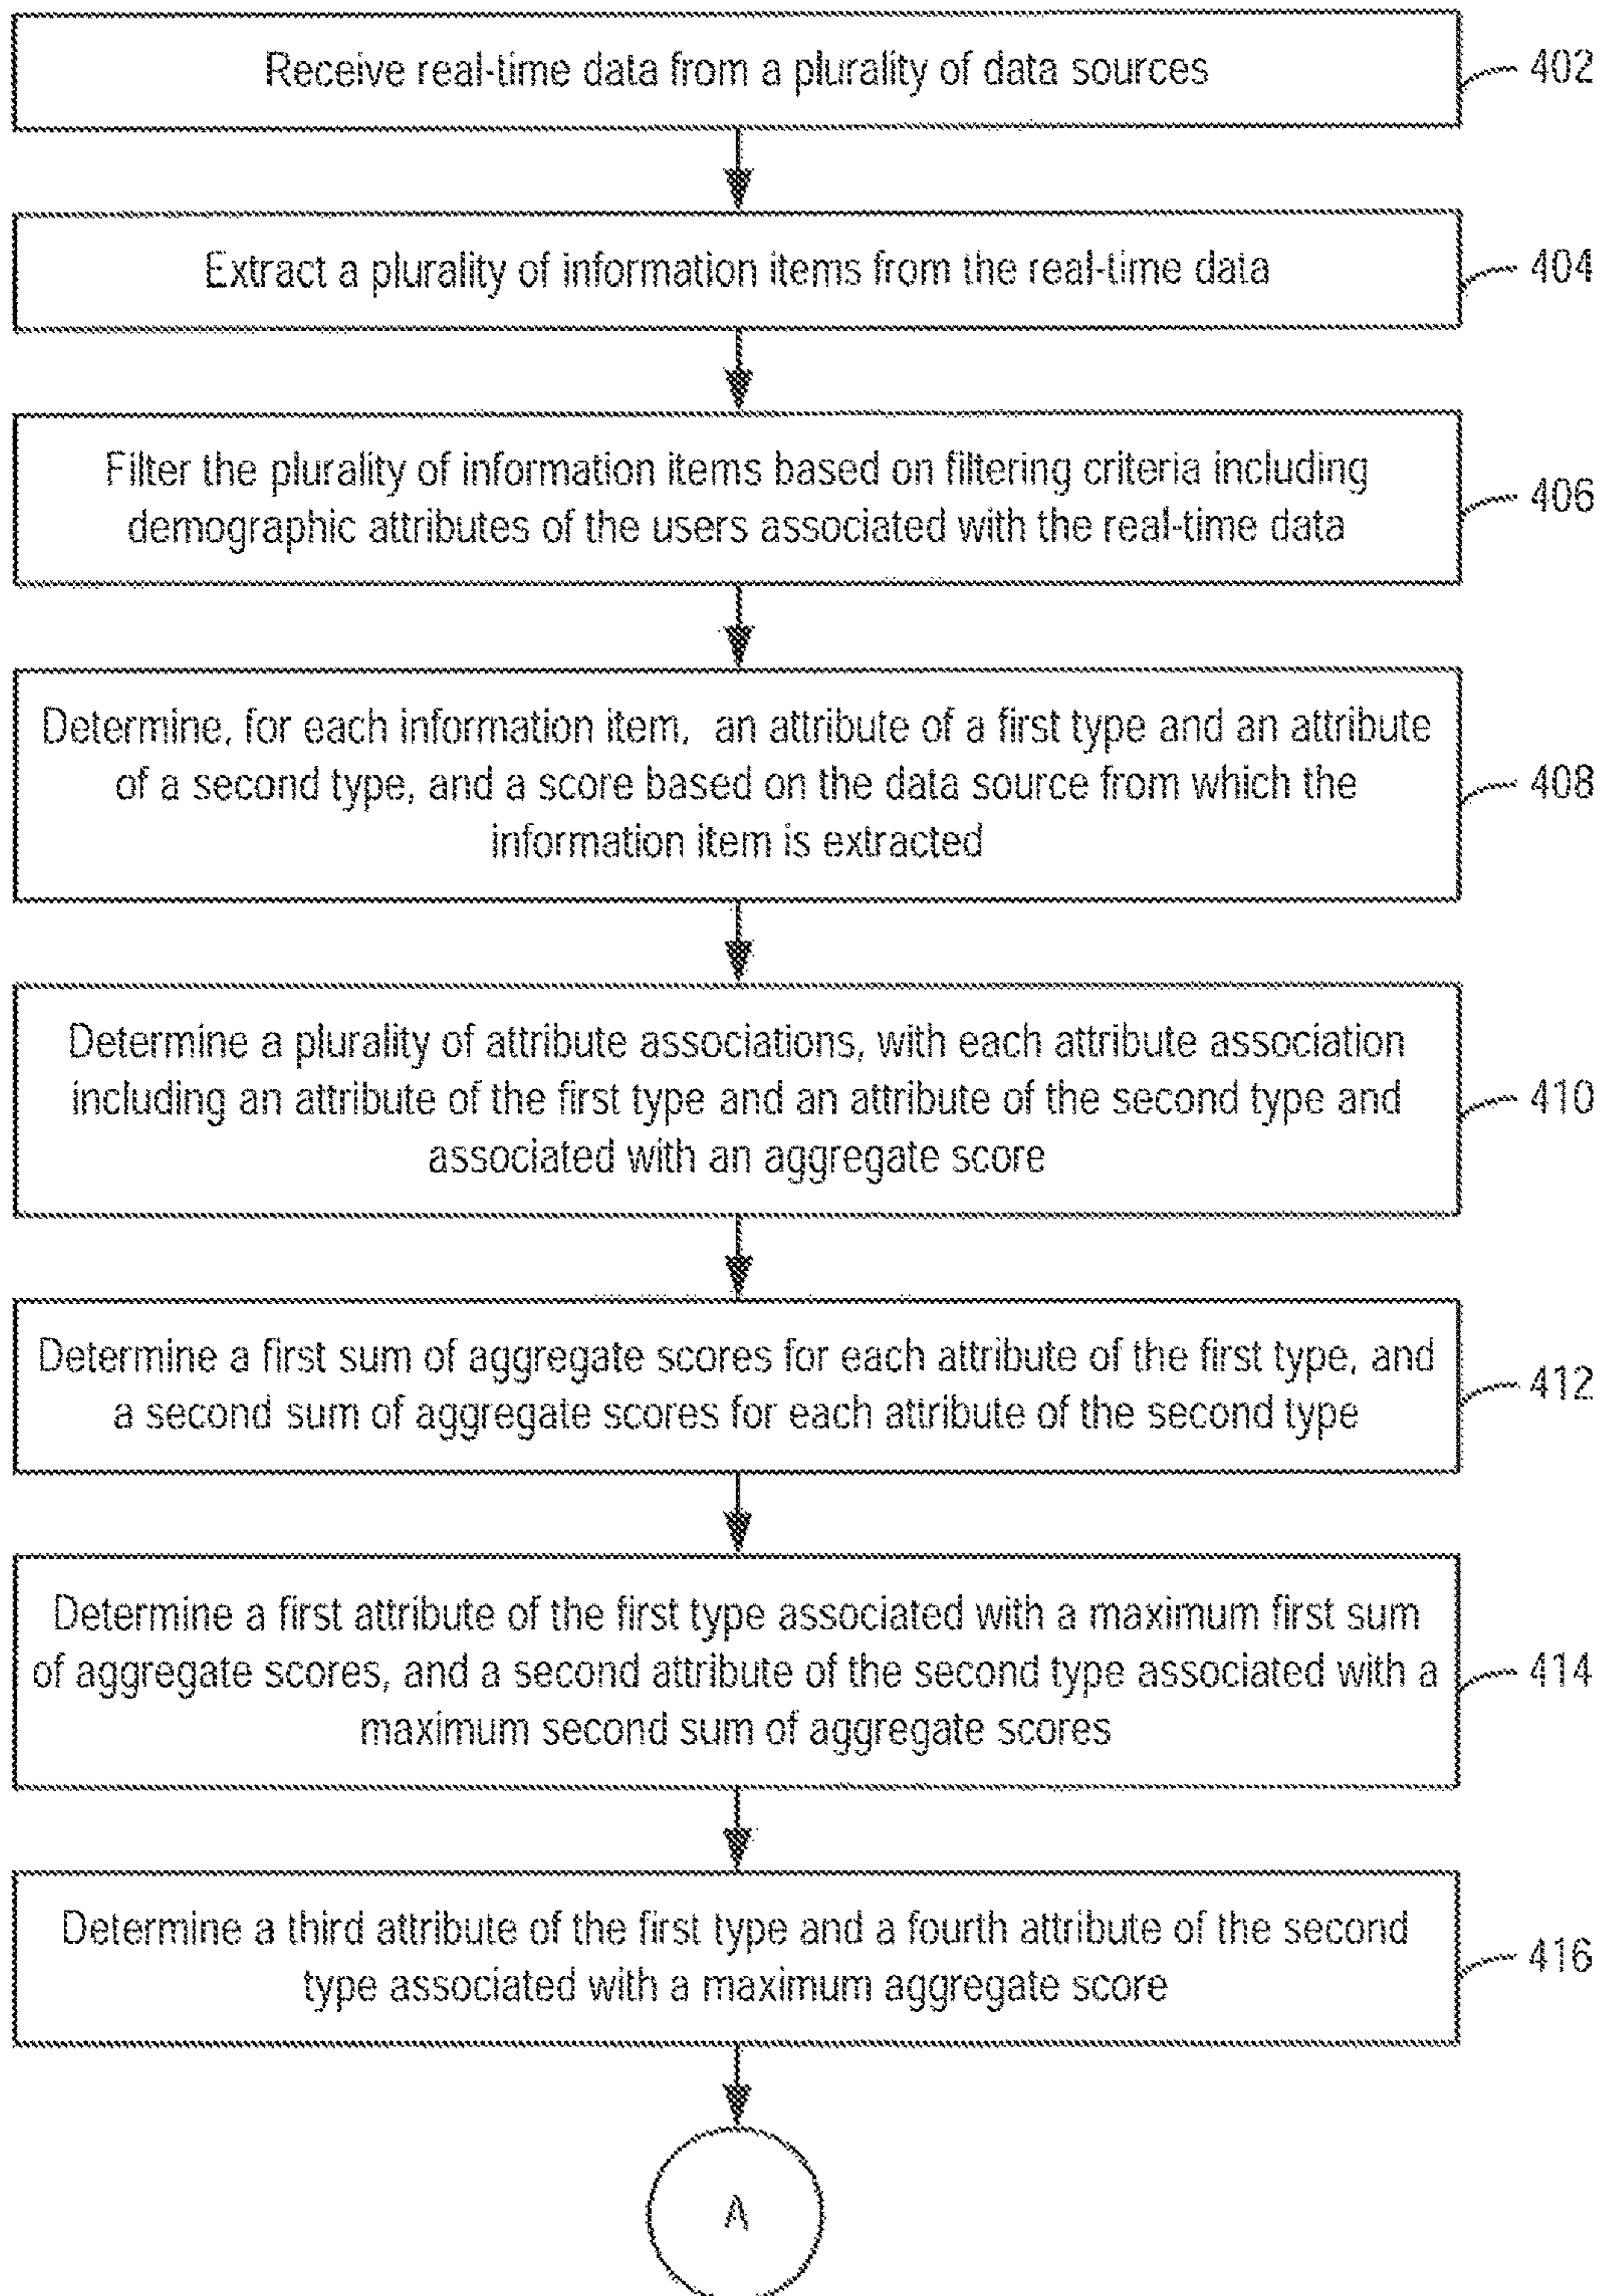 Receive real-time data from a plurality of data sources
402
Extract a plurality of information items from the real-time data
404
Filter the plurality of information items based on filtering criteria including
demographic attributes of the users associated with the real-time data
406
Determine, for each information item, an attribute of a first type and an attribute
of a second type, and a score based on the data source from which the
information item is extracted
408
Determine a plurality of attribute associations, with each attribute association
including an attribute of the first type and an attribute of the second type and
associated with an aggregate score
410
Determine a first sum of aggregate scores for each attribute of the first type, and
a second sum of aggregate scores for each attribute of the second type
412
Determine a first attribute of the first type associated with a maximum first sum
of aggregate scores, and a second attribute of the second type associated with a
maximum second sum of aggregate scores
414
Determine a third attribute of the first type and a fourth attribute of the second
type associated with a maximum aggregate score
416
A